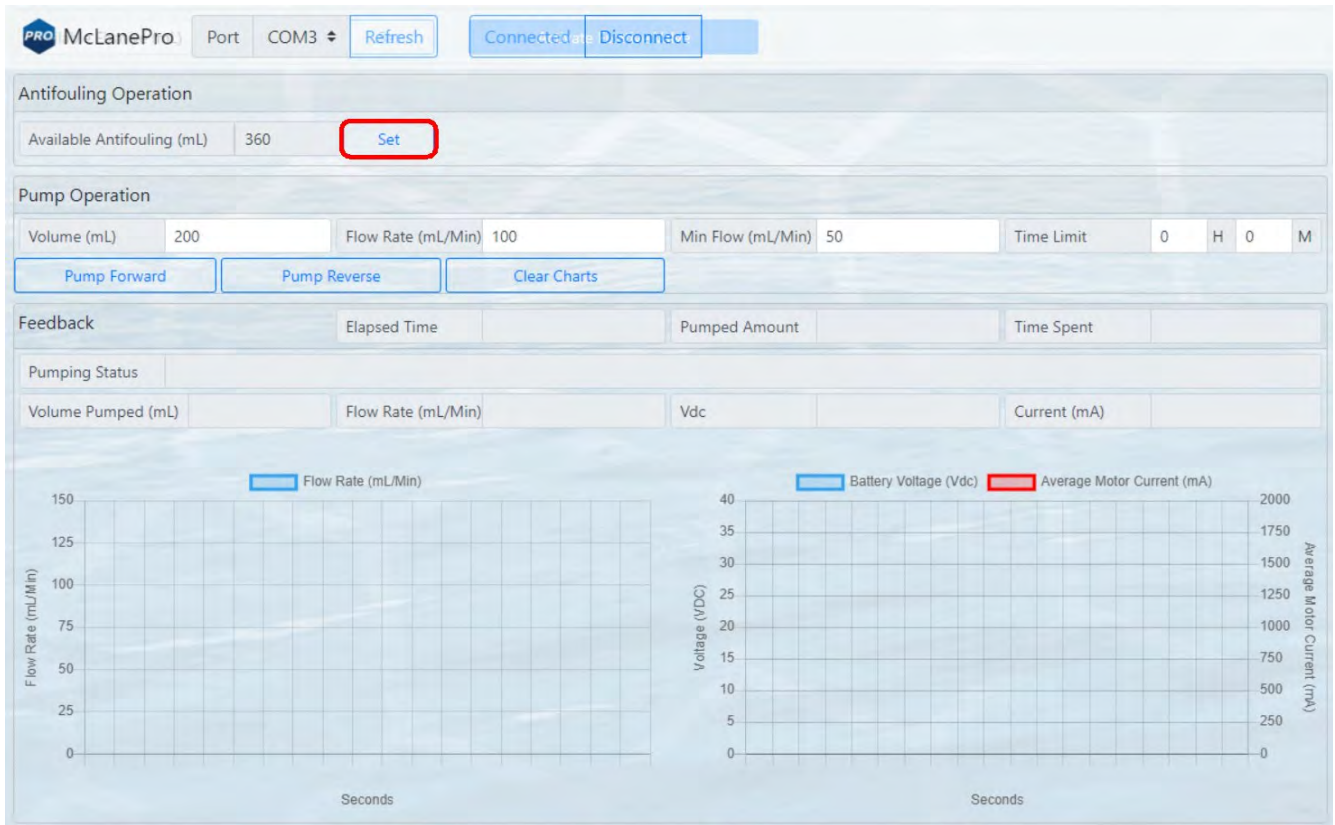 PRO McLanePro Port COM3 Refresh Connected Disconnect
Antifouling Operation
Available Antifouling (mL) 360 Set
Pump Operation
Volume (mL) 200 Flow Rate (mL/Min) 100 Min Flow (mL/Min) 50 Time Limit 0 H 0 M
Pump Forward Pump Reverse Clear Charts
Feedback Elapsed Time Pumped Amount Time Spent
Pumping Status
Volume Pumped (mL) Flow Rate (mL/Min) Vdc Current (mA)
Flow Rate (mL/Min)
150
125
100
75
50
25
0
Flow Rate (mL/Min)
Seconds
Battery Voltage (Vdc) Average Motor Current (mA)
40 2000
35 1750
30 1500
25 1250
20 1000
15 750
10 500
5 250
0 0
Voltage (VDC)
Average Motor Current (mA)
Seconds